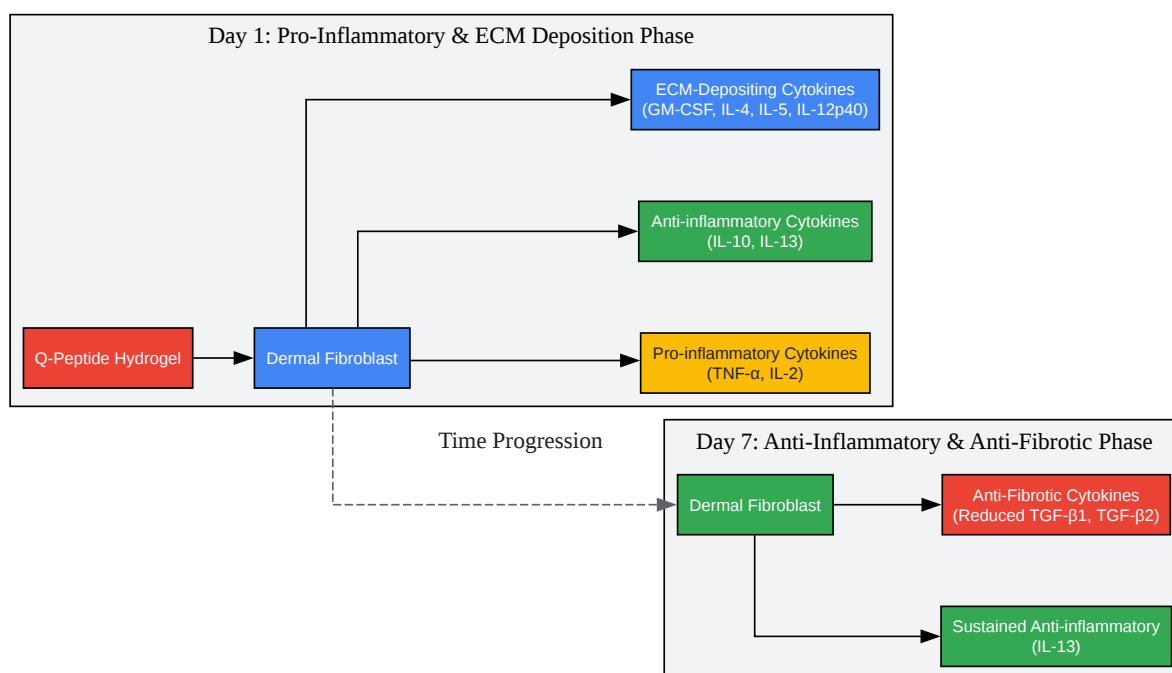 Day 1: Pro-Inflammatory & ECM Deposition Phase
ECM-Depositing Cytokines
(GM-CSF, IL-4, IL-5, IL-12p40)
Anti-inflammatory Cytokines
(IL-10, IL-13)
Q-Peptide Hydrogel
Dermal Fibroblast
Pro-inflammatory Cytokines
(TNF-α, IL-2)
Time Progression
Day 7: Anti-Inflammatory & Anti-Fibrotic Phase
Dermal Fibroblast
Anti-Fibrotic Cytokines
(Reduced TGF-β1, TGF-β2)
Sustained Anti-inflammatory
(IL-13)